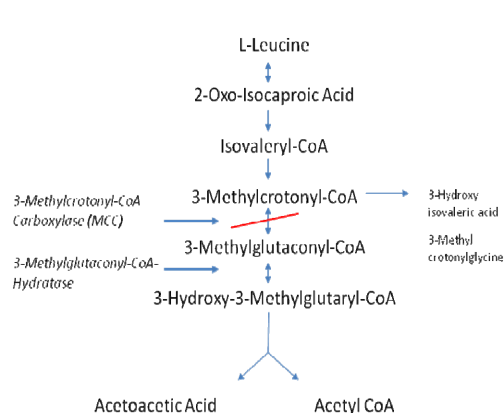 L-Leucine
2-Oxo-Isocaproic Acid
Isovaleryl-CoA
3-Methylcrotonyl-CoA
3-Hydroxy
isovaleric acid
3-Methyl
crotonylglycine
3-Methylcrotonyl-CoA
Carboxylase (MCC)
3-Methylglutaconyl-CoA
3-Methylglutaconyl-CoA-
Hydratase
3-Hydroxy-3-Methylglutaryl-CoA
Acetoacetic Acid
Acetyl CoA